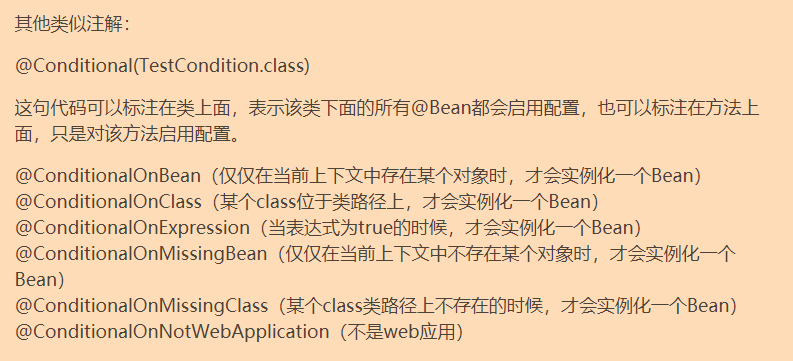 其他类似注解：
@Conditional(TestCondition.class)
这句代码可以标注在类上面，表示该类下面的所有@Bean都会启用配置，也可以标注在方法上
面，只是对该方法启用配置。
@ConditionalOnBean（仅仅在当前上下文中存在某个对象时，才会实例化一个Bean）
@ConditionalOnClass（某个class位于类路径上，才会实例化一个Bean）
@ConditionalOnExpression（当表达式为true的时候，才会实例化一个Bean）
@ConditionalOnMissingBean（仅仅在当前上下文中不存在某个对象时，才会实例化一个
Bean）
@ConditionalOnMissingClass（某个class类路径上不存在的时候，才会实例化一个Bean）
@ConditionalOnNotWebApplication（不是web应用）